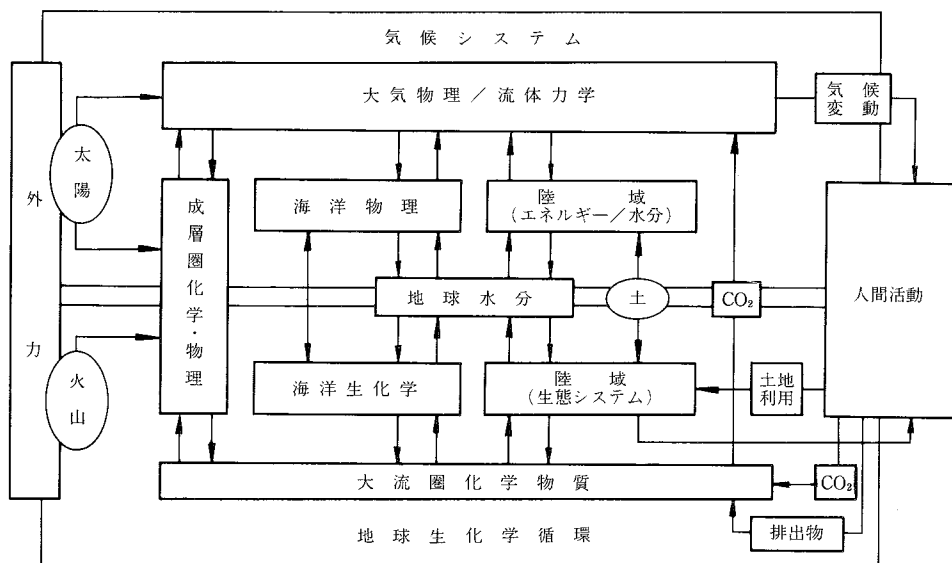 気候システム
大気物理／流体力学
気候
変動
太陽
外力
成層圏化学・物理
海洋物理
陸域
（エネルギー／水分）
地球水分
土
CO₂
人間活動
火山
海洋生化学
陸域
（生態システム）
土地
利用
大流圏化学物質
CO₂
排出物
地球生化学循環